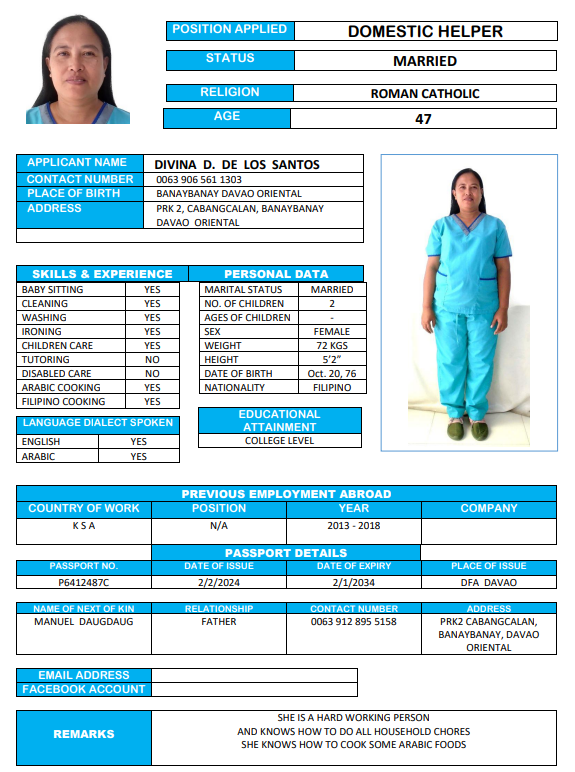 POSITION APPLIED DOMESTIC HELPER
STATUS MARRIED
RELIGION ROMAN CATHOLIC
AGE 47
APPLICANT NAME DIVINA D. DE LOS SANTOS
CONTACT NUMBER 0063 906 561 1303
PLACE OF BIRTH BANAYBANAY DAVAO ORIENTAL
ADDRESS PRK 2, CABANGCALAN, BANAYBANAY
DAVAO ORIENTAL
SKILLS & EXPERIENCE
BABY SITTING YES
CLEANING YES
WASHING YES
IRONING YES
CHILDREN CARE YES
TUTORING NO
DISABLED CARE NO
ARABIC COOKING YES
FILIPINO COOKING YES
LANGUAGE DIALECT SPOKEN
ENGLISH YES
ARABIC YES
PERSONAL DATA
MARITAL STATUS MARRIED
NO. OF CHILDREN 2
AGES OF CHILDREN -
SEX FEMALE
WEIGHT 72 KGS
HEIGHT 5’2”
DATE OF BIRTH Oct. 20, 76
NATIONALITY FILIPINO
EDUCATIONAL
ATTAINMENT
COLLEGE LEVEL
PREVIOUS EMPLOYMENT ABROAD
COUNTRY OF WORK POSITION YEAR COMPANY
K S A N/A 2013 - 2018
PASSPORT DETAILS
PASSPORT NO. DATE OF ISSUE DATE OF EXPIRY PLACE OF ISSUE
P6412487C 2/2/2024 2/1/2034 DFA DAVAO
NAME OF NEXT OF KIN RELATIONSHIP CONTACT NUMBER ADDRESS
MANUEL DAUGDAUG FATHER 0063 912 895 5158 PRK2 CABANGCALAN,
BANAYBANAY, DAVAO
ORIENTAL
EMAIL ADDRESS
FACEBOOK ACCOUNT
REMARKS
SHE IS A HARD WORKING PERSON
AND KNOWS HOW TO DO ALL HOUSEHOLD CHORES
SHE KNOWS HOW TO COOK SOME ARABIC FOODS